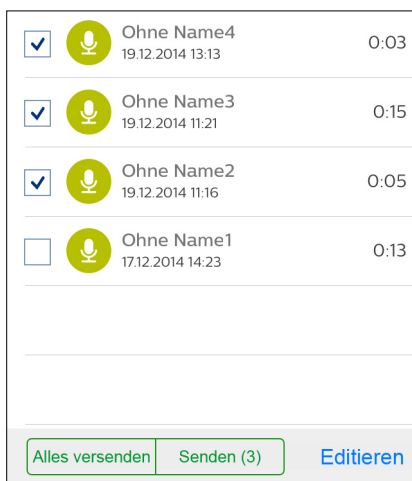 Ohne Name4 0:03
19.12.2014 13:13
Ohne Name3 0:15
19.12.2014 11:21
Ohne Name2 0:05
19.12.2014 11:16
Ohne Name1 0:13
17.12.2014 14:23
Alles versenden Senden (3) Editieren